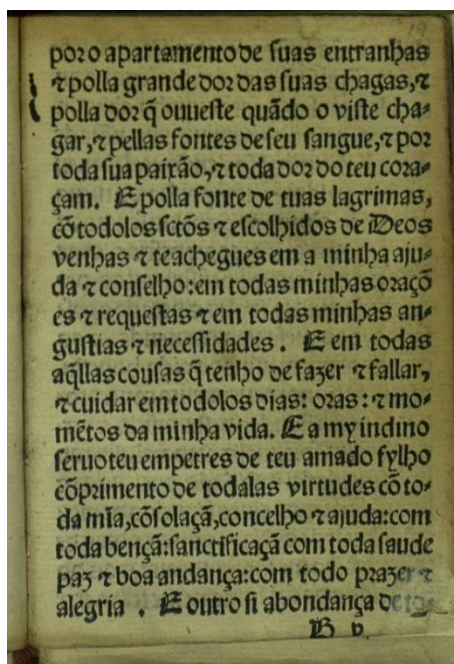 19
por o apartamento de suas entranhas
⁊ polla grande dor das suas chagas, ⁊
polla dor q̃ ouueste quãdo o viste cha⸗
gar, ⁊ pellas fontes de seu sangue, ⁊ por
toda sua paixão, ⁊ toda dor do teu cora⸗
çam. E polla fonte de tuas lagrimas,
cõ todolos sctõs ⁊ escolhidos de Deos
venhas ⁊ te achegues em a minha aju⸗
da ⁊ conselho: em todas minhas oraçõ
es ⁊ requestas ⁊ em todas minhas an⸗
gustias ⁊ necessidades. E em todas
aq̃llas cousas q̃ tenho de fazer ⁊ fallar,
⁊ cuidar em todolos dias: oras: ⁊ mo⸗
mẽtos da minha vida. E a my indino
seruo teu empetres de teu amado fylho
cõprimento de todalas virtudes cõ to⸗
da mĩa, cõsolaçã, concelho ⁊ ajuda: com
toda bençã: sanctificaçã com toda saude
paz ⁊ boa andança: com todo prazer ⁊
alegria. E outro si abondança de to⸗
B v.